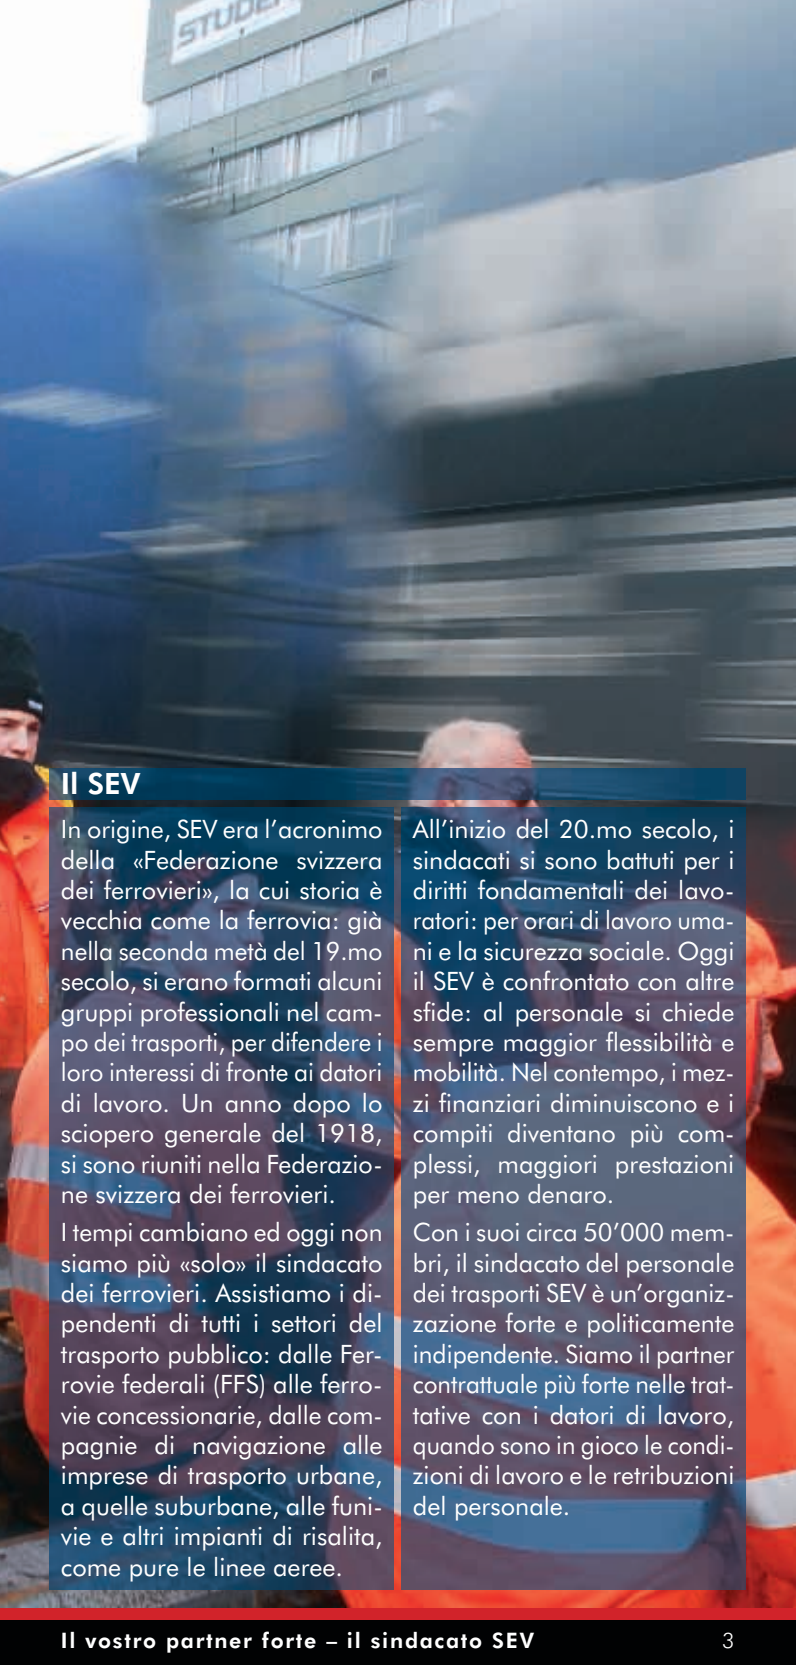 Il SEV
In origine, SEV era l’acronimo
della «Federazione svizzera
dei ferrovieri», la cui storia è
vecchia come la ferrovia: già
nella seconda metà del 19.mo
secolo, si erano formati alcuni
gruppi professionali nel cam-
po dei trasporti, per difendere i
loro interessi di fronte ai datori
di lavoro. Un anno dopo lo
sciopero generale del 1918,
si sono riuniti nella Federazio-
ne svizzera dei ferrovieri.
I tempi cambiano ed oggi non
siamo più «solo» il sindacato
dei ferrovieri. Assistiamo i di-
pendenti di tutti i settori del
trasporto pubblico: dalle Fer-
rovie federali (FFS) alle ferro-
vie concessionarie, dalle com-
pagnie di navigazione alle
imprese di trasporto urbane,
a quelle suburbane, alle funi-
vie e altri impianti di risalita,
come pure le linee aeree.
All’inizio del 20.mo secolo, i
sindacati si sono battuti per i
diritti fondamentali dei lavo-
ratori: per orari di lavoro uma-
ni e la sicurezza sociale. Oggi
il SEV è confrontato con altre
sfide: al personale si chiede
sempre maggior flessibilità e
mobilità. Nel contempo, i mez-
zi finanziari diminuiscono e i
compiti diventano più com-
plessi, maggiori prestazioni
per meno denaro.
Con i suoi circa 50’000 mem-
bri, il sindacato del personale
dei trasporti SEV è un’organiz-
zazione forte e politicamente
indipendente. Siamo il partner
contrattuale più forte nelle trat-
tative con i datori di lavoro,
quando sono in gioco le condi-
zioni di lavoro e le retribuzioni
del personale.
Il vostro partner forte – il sindacato SEV 3